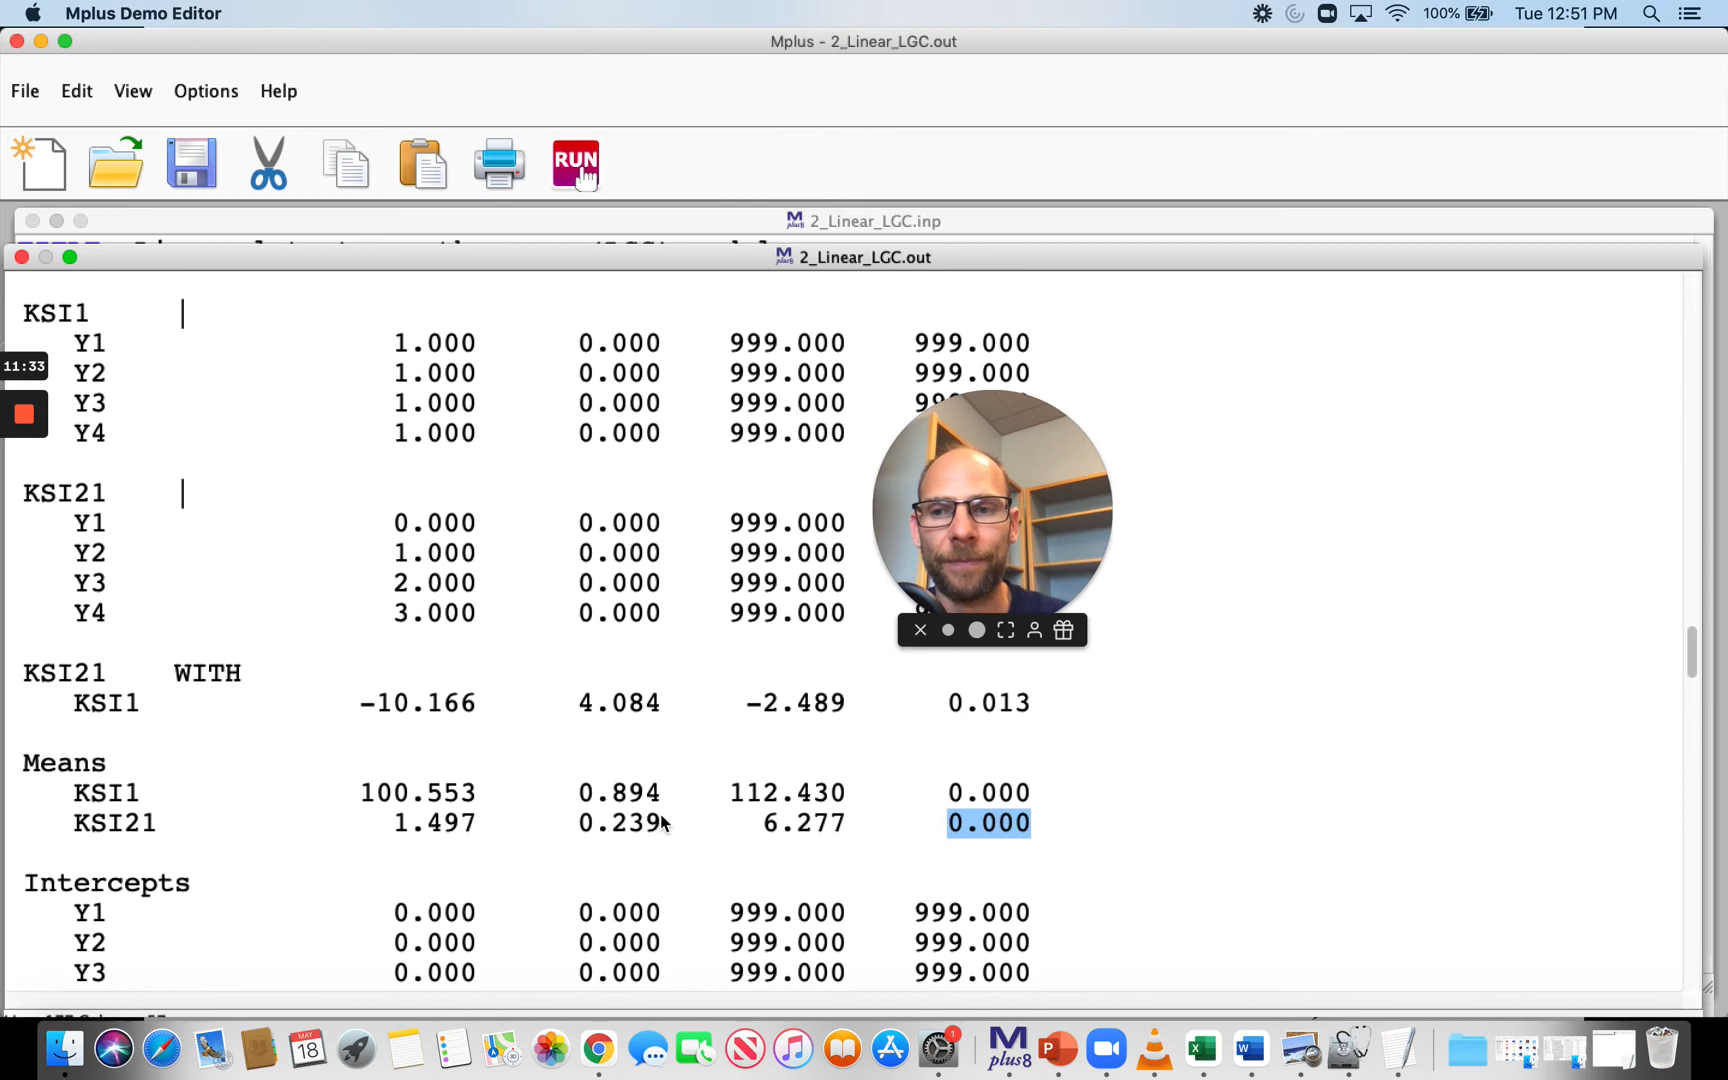 Mplus Demo Editor
100%
Tue 12:51 PM
Mplus - 2_Linear_LGC.out
File Edit View Options Help
RUN
2_Linear_LGC.inp
2_Linear_LGC.out
KSI1 |
Y1 1.000 0.000 999.000 999.000
Y2 1.000 0.000 999.000 999.000
11:33
Y3 1.000 0.000 999.000
Y4 1.000 0.000 999.000
KSI21 |
Y1 0.000 0.000 999.000
Y2 1.000 0.000 999.000
Y3 2.000 0.000 999.000
Y4 3.000 0.000 999.000
KSI21 WITH
KSI1 -10.166 4.084 -2.489 0.013
Means
KSI1 100.553 0.894 112.430 0.000
KSI21 1.497 0.239 6.277 0.000
Intercepts
Y1 0.000 0.000 999.000 999.000
Y2 0.000 0.000 999.000 999.000
Y3 0.000 0.000 999.000 999.000
MAY
18
1
M
plus8